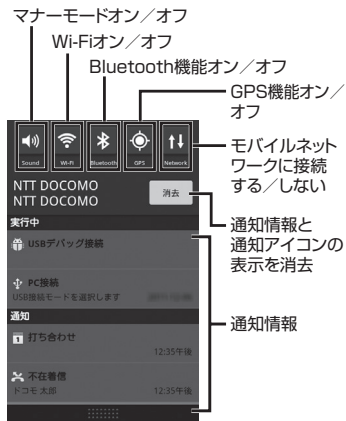 マナーモードオン／オフ
Wi-Fiオン／オフ
Bluetooth機能オン／オフ
GPS機能オン／
オフ
モバイルネット
ワークに接続
する／しない
Sound
Wi-Fi
Bluetooth
GPS
Network
NTT DOCOMO
NTT DOCOMO
消去
通知情報と
通知アイコンの
表示を消去
実行中
USBデバッグ接続
PC接続
USB接続モードを選択します
通知情報
通知
1 打ち合わせ
12:35午後
不在着信
ドコモ太郎 12:35午後